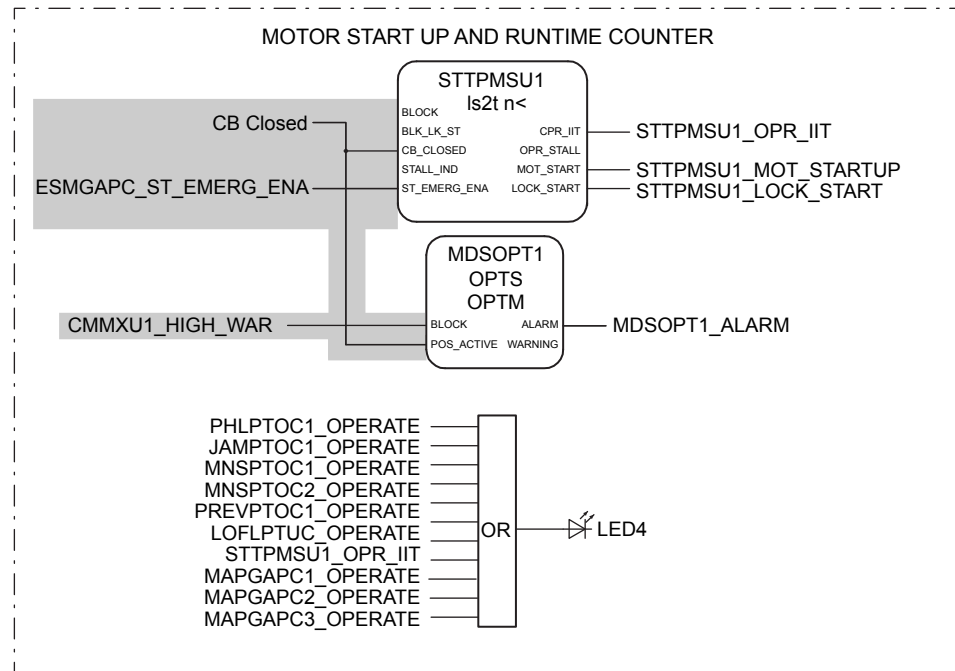 MOTOR START UP AND RUNTIME COUNTER
STTPMSU1
Is2t n<
BLOCK
BLK_LK_ST
CB_CLOSED
STALL_IND
ST_EMERG_ENA
CPR_IIT
OPR_STALL
MOT_START
LOCK_START
CB Closed
ESMGAPC_ST_EMERG_ENA
STTPMSU1_OPR_IIT
STTPMSU1_MOT_STARTUP
STTPMSU1_LOCK_START
MDSOPT1
OPTS
OPTM
BLOCK
POS_ACTIVE
ALARM
WARNING
CMMXU1_HIGH_WAR
MDSOPT1_ALARM
PHLPTOC1_OPERATE
JAMPTOC1_OPERATE
MNSPTOC1_OPERATE
MNSPTOC2_OPERATE
PREVPTOC1_OPERATE
LOFLPTUC_OPERATE
STTPMSU1_OPR_IIT
MAPGAPC1_OPERATE
MAPGAPC2_OPERATE
MAPGAPC3_OPERATE
OR
LED4